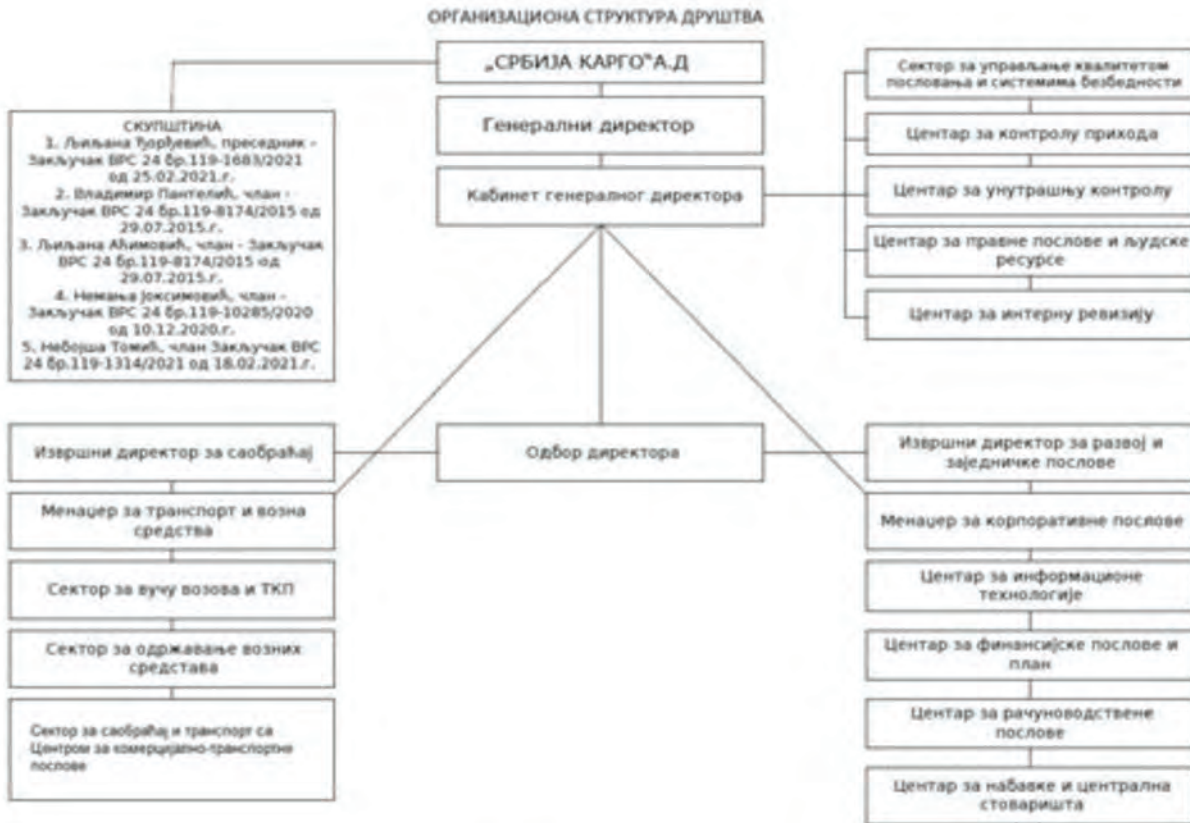 ОРГАНИЗАЦИОНА СТРУКТУРА ДРУШТВА
„СРБИЈА КАРГО“А.Д
Генерални директор
Кабинет генералног директора
СКУПШТИНА
1. Љиљана Ђорђевић, преседник -
Закључак ВРС 24 бр.119-1683/2021
од 25.02.2021.г.
2. Владимир Пантелић, члан -
Закључак ВРС 24 бр.119-8174/2015 од
29.07.2015.г.
3. Љиљана Аћимовић, члан - Закључак
ВРС 24 бр.119-8174/2015 од
29.07.2015.г.
4. Немања Јоксимовић, члан -
Закључак ВРС 24 бр.119-10285/2020
од 10.12.2020.г.
5. Небојша Томић, члан Закључак ВРС
24 бр.119-1314/2021 од 18.02.2021.г.
Сектор за управљање квалитетом
пословања и системима безбедности
Центар за контролу прихода
Центар за унутрашњу контролу
Центар за правне послове и људске
ресурсе
Центар за интерну ревизију
Извршни директор за саобраћај
Менаџер за транспорт и возна
средства
Сектор за вучу возова и ТКП
Сектор за одржавање возних
средстава
Сектор за саобраћај и транспорт са
Центром за комерцијално-транспортне
послове
Одбор директора
Извршни директор за развој и
заједничке послове
Менаџер за корпоративне послове
Центар за информационе
технологије
Центар за финансијске послове и
план
Центар за рачуноводствене
послове
Центар за набавке и централна
стоваришта